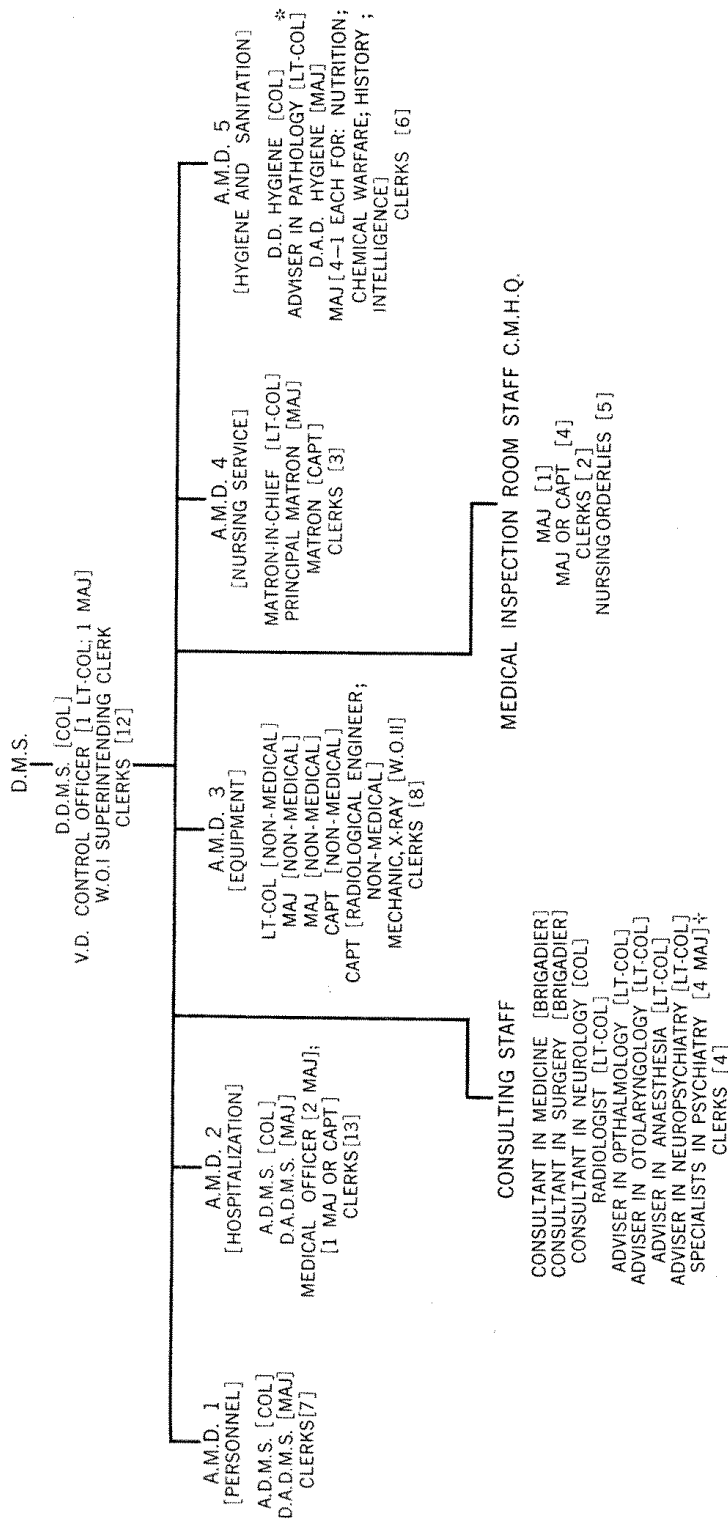 D.M.S.
D.D.M.S. [COL]
V.D. CONTROL OFFICER [1 LT-COL; 1 MAJ
W.O.I SUPERINTENDING CLERK
CLERKS [12]
A.M.D. 1
[PERSONNEL]
A.D.M.S. [COL]
D.A.D.M.S. [MAJ]
CLERKS[7]
A.M.D. 2
[HOSPITALIZATION]
A.D.M.S. [COL]
D.A.D.M.S. [MAJ]
MEDICAL OFFICER [2 MAJ];
[1 MAJ OR CAPT]
CLERKS[13]
A.M.D. 3
[EQUIPMENT]
LT-COL [NON-MEDICAL]
MAJ [NON-MEDICAL]
MAJ [NON-MEDICAL]
CAPT [NON-MEDICAL]
CAPT [RADIOLOGICAL ENGINEER;
NON-MEDICAL]
MECHANIC, X-RAY [W.O.II]
CLERKS [8]
A.M.D. 4
[NURSING SERVICE]
MATRON-IN-CHIEF [LT-COL]
PRINCIPAL MATRON [MAJ]
MATRON [CAPT]
CLERKS [3]
A.M.D. 5
[HYGIENE AND SANITATION]
D.D. HYGIENE [COL]
ADVISER IN PATHOLOGY [LT-COL] *
D.A.D. HYGIENE [MAJ]
MAJ [4-1 EACH FOR: NUTRITION;
CHEMICAL WARFARE; HISTORY ;
INTELLIGENCE]
CLERKS [6]
CONSULTING STAFF
CONSULTANT IN MEDICINE [BRIGADIER]
CONSULTANT IN SURGERY [BRIGADIER]
CONSULTANT IN NEUROLOGY [COL]
RADIOLOGIST [LT-COL]
ADVISER IN OPTHALMOLOGY [LT-COL]
ADVISER IN OTOLARYNGOLOGY [LT-COL]
ADVISER IN ANAESTHESIA [LT-COL]
ADVISER IN NEUROPSYCHIATRY [LT-COL]
SPECIALISTS IN PSYCHIATRY [4 MAJ]÷
CLERKS [4]
MEDICAL INSPECTION ROOM STAFF C.M.H.Q.
MAJ [1]
MAJ OR CAPT [4]
CLERKS [2]
NURSING ORDERLIES [5]